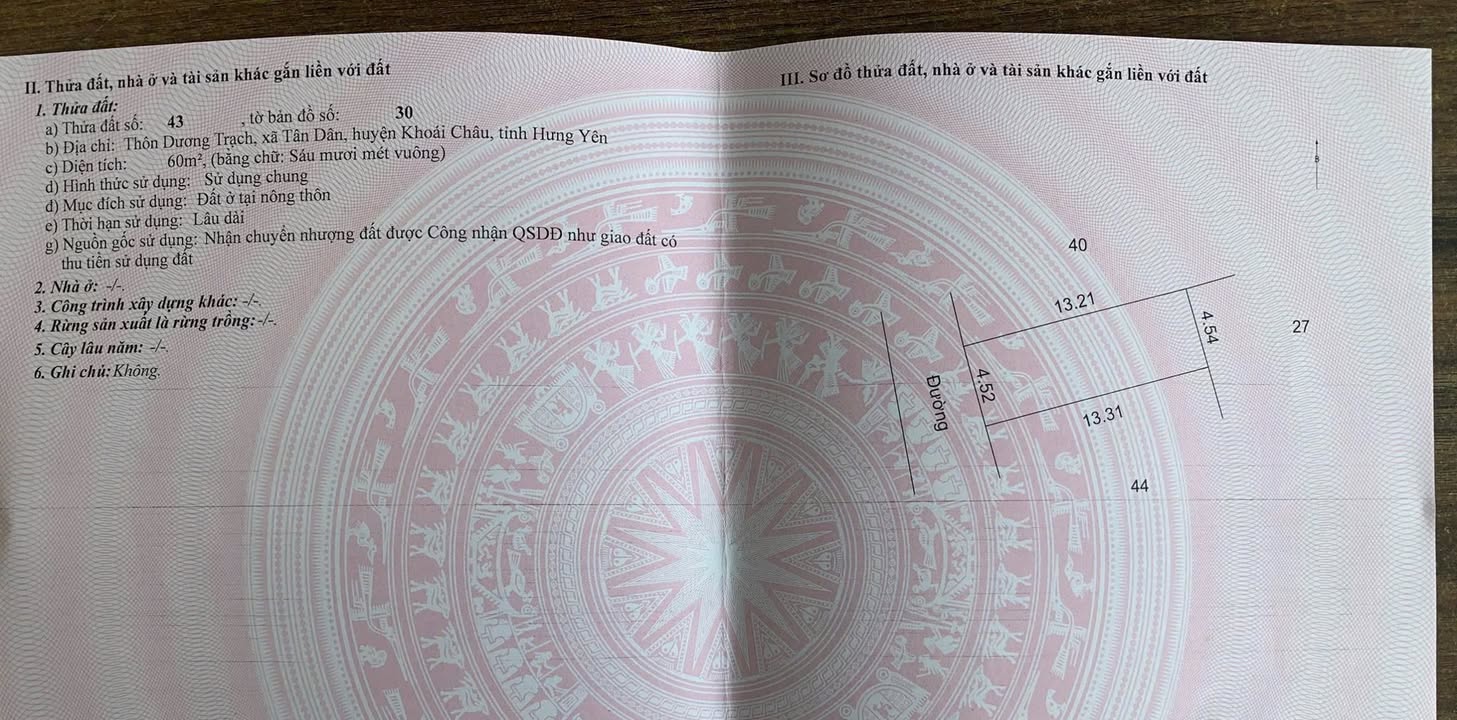 II. Thửa đất, nhà ở và tài sản khác gắn liền với đất
1. Thửa đất:
a) Thửa đất số: 43 , tờ bản đồ số: 30
b) Địa chỉ: Thôn Dương Trạch, xã Tân Dân, huyện Khoái Châu, tỉnh Hưng Yên
c) Diện tích: 60m², (bằng chữ: Sáu mươi mét vuông)
d) Hình thức sử dụng: Sử dụng chung
đ) Mục đích sử dụng: Đất ở tại nông thôn
e) Thời hạn sử dụng: Lâu dài
g) Nguồn gốc sử dụng: Nhận chuyển nhượng đất được Công nhận QSDĐ như giao đất có
thu tiền sử dụng đất
2. Nhà ở: -/-.
3. Công trình xây dựng khác: -/-.
4. Rừng sản xuất là rừng trồng: -/-.
5. Cây lâu năm: -/-.
6. Ghi chú: Không.
III. Sơ đồ thửa đất, nhà ở và tài sản khác gắn liền với đất
B
40
13.21
4.54
27
Đường
4.52
13.31
44